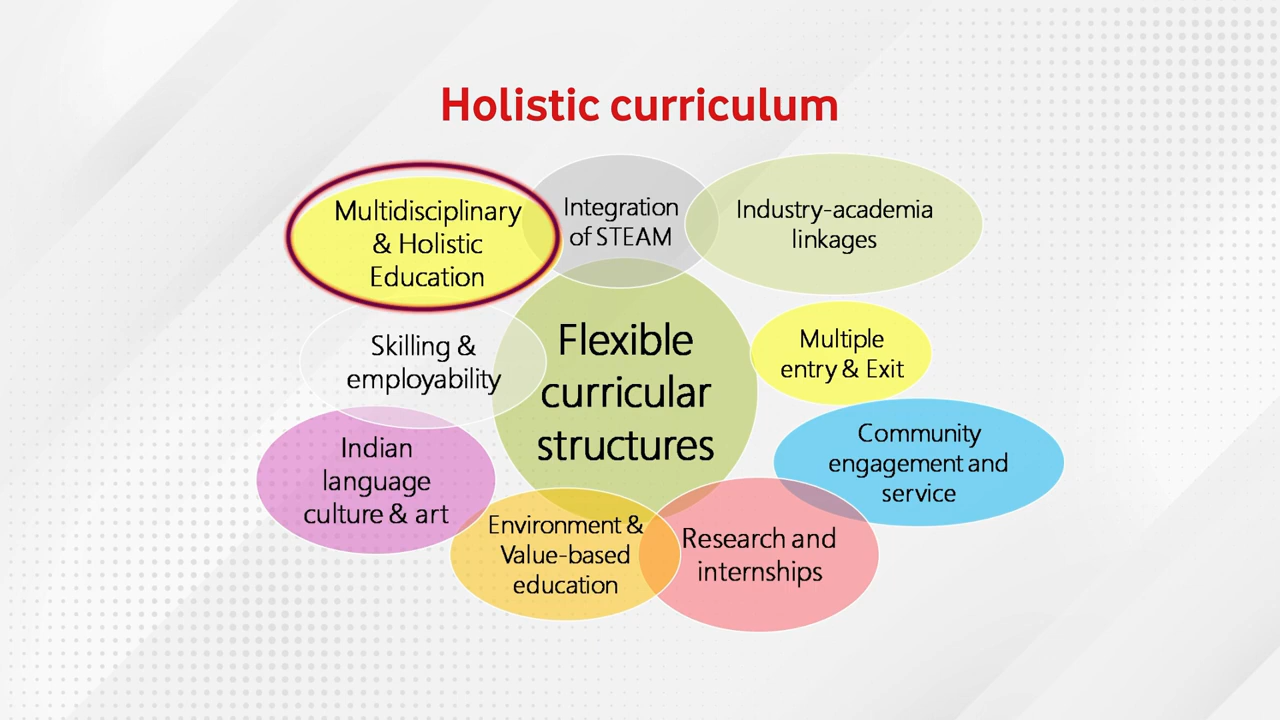 Holistic curriculum
Multidisciplinary
& Holistic
Education
Integration
of STEAM
Industry-academia
linkages
Skilling &
employability
Flexible
curricular
structures
Multiple
entry & Exit
Indian
language
culture & art
Community
engagement and
service
Environment &
Value-based
education
Research and
internships